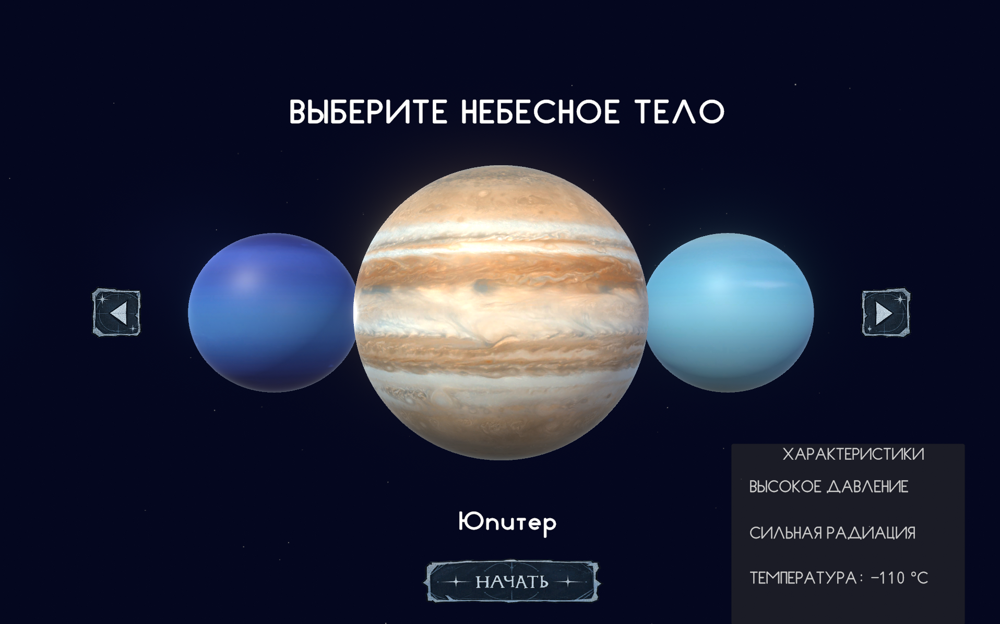 ВЫБЕРИТЕ НЕБЕСНОЕ ТЕЛО
Юпитер
НАЧАТЬ
ХАРАКТЕРИСТИКИ
ВЫСОКОЕ ДАВЛЕНИЕ
СИЛЬНАЯ РАДИАЦИЯ
ТЕМПЕРАТУРА: -110 °C